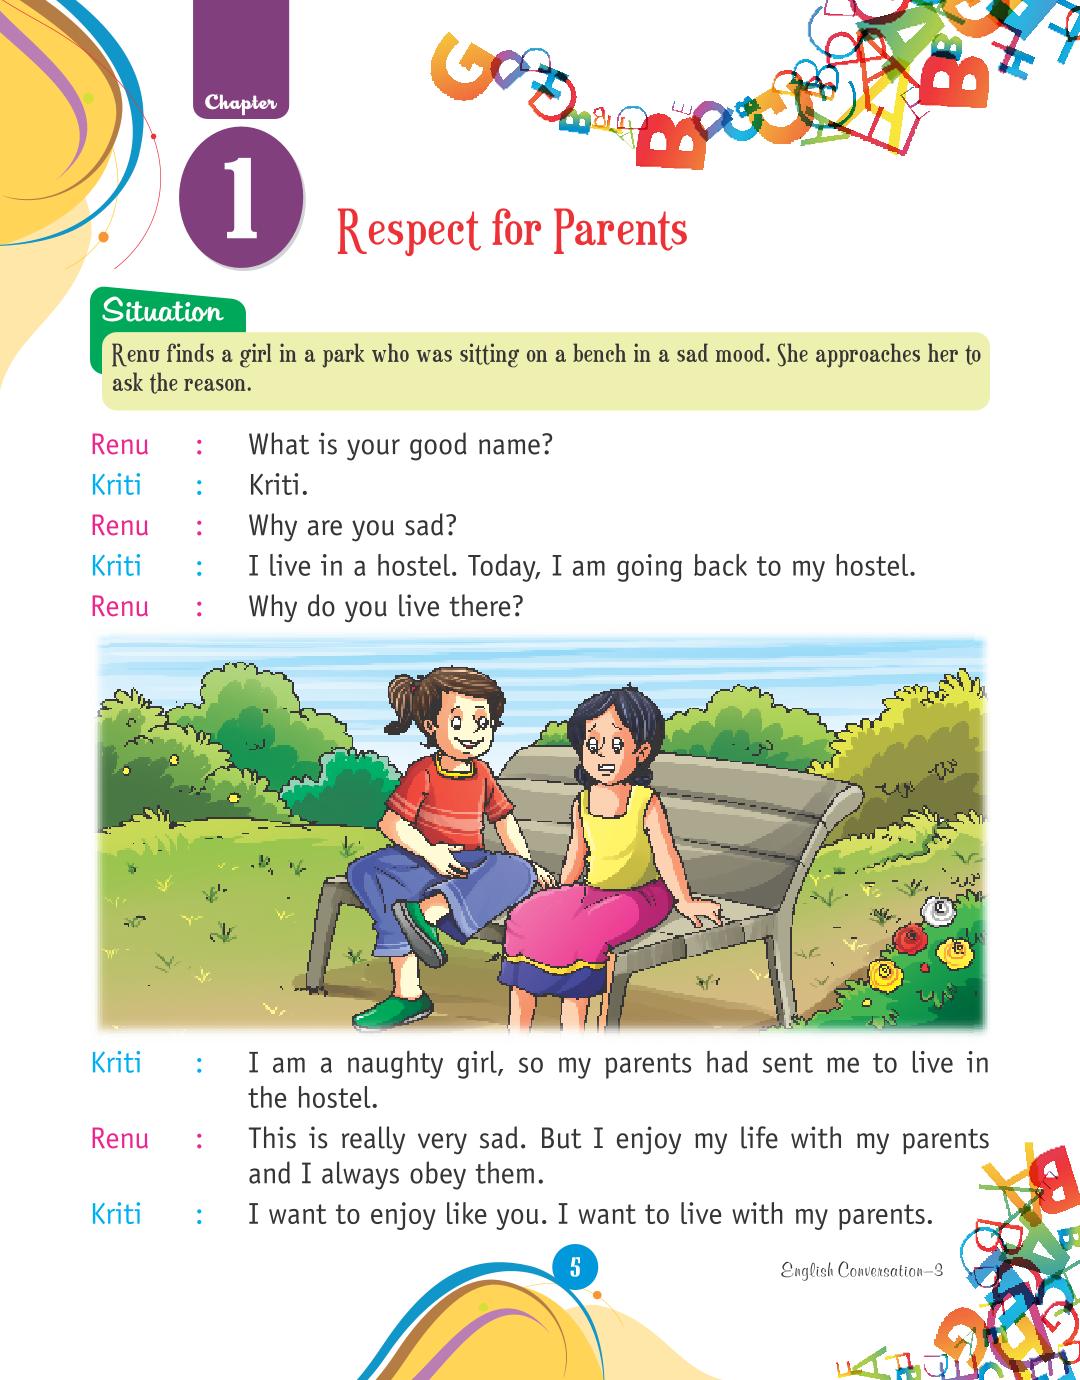 Chapter
1
Respect for Parents
Situation
Renu finds a girl in a park who was sitting on a bench in a sad mood. She approaches her to
ask the reason.
Renu : What is your good name?
Kriti : Kriti.
Renu : Why are you sad?
Kriti : I live in a hostel. Today, I am going back to my hostel.
Renu : Why do you live there?
Kriti : I am a naughty girl, so my parents had sent me to live in
the hostel.
Renu : This is really very sad. But I enjoy my life with my parents
and I always obey them.
Kriti : I want to enjoy like you. I want to live with my parents.
5
English Conversation–3